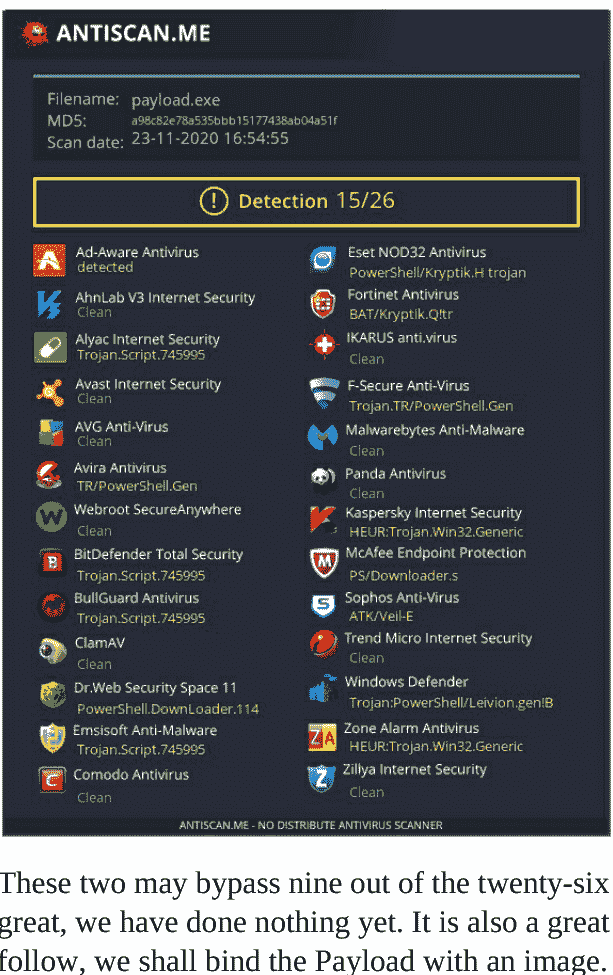 ANTISCAN.ME
Filename: payload.exe
MD5: a98c82e78a535bbb15177438ab04a51f
Scan date: 23-11-2020 16:54:55
Detection 15/26
Ad-Aware Antivirus
detected
AhnLab V3 Internet Security
Clean
Alyac Internet Security
Trojan.Script.745995
Avast Internet Security
Clean
AVG Anti-Virus
Clean
Avira Antivirus
TR/PowerShell.Gen
Webroot SecureAnywhere
Clean
BitDefender Total Security
Trojan.Script.745995
BullGuard Antivirus
Trojan.Script.745995
ClamAV
Clean
Dr.Web Security Space 11
PowerShell.DownLoader.114
Emsisoft Anti-Malware
Trojan.Script.745995
Comodo Antivirus
Clean
Eset NOD32 Antivirus
PowerShell/Kryptik.H trojan
Fortinet Antivirus
BAT/Kryptik.Q!tr
IKARUS anti.virus
Clean
F-Secure Anti-Virus
Trojan.TR/PowerShell.Gen
Malwarebytes Anti-Malware
Clean
Panda Antivirus
Clean
Kaspersky Internet Security
HEUR:Trojan.Win32.Generic
McAfee Endpoint Protection
PS/Downloader.s
Sophos Anti-Virus
ATK/Veil-E
Trend Micro Internet Security
Clean
Windows Defender
Trojan:PowerShell/Leivion.gen!B
Zone Alarm Antivirus
HEUR:Trojan.Win32.Generic
Zillya Internet Security
Clean
ANTISCAN.ME - NO DISTRIBUTE ANTIVIRUS SCANNER
These two may bypass nine out of the twenty-six
great, we have done nothing yet. It is also a great
follow, we shall bind the Payload with an image.